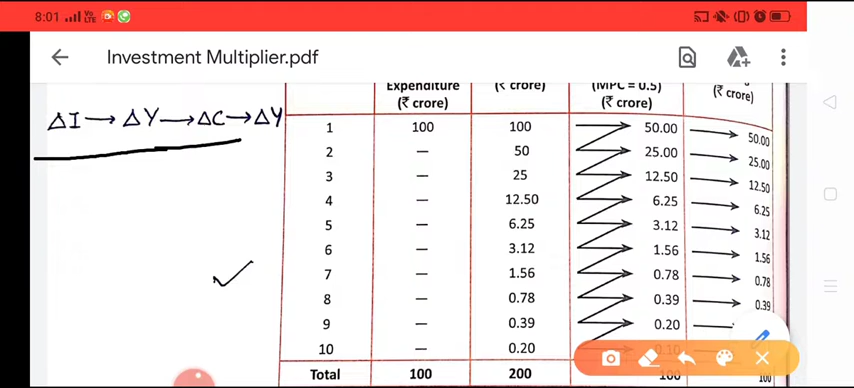 8:01 Vo LTE
Investment Multiplier.pdf
Expenditure (₹ crore) (MPC = 0.5)
(₹ crore) (₹ crore) (₹ crore)
ΔI→ΔY→ΔC→ΔY
1 100 100 50.00 50.00
2 — 50 25.00 25.00
3 — 25 12.50 12.50
4 — 12.50 6.25 6.25
5 — 6.25 3.12 3.12
6 — 3.12 1.56 1.56
7 — 1.56 0.78 0.78
8 — 0.78 0.39 0.39
9 — 0.39 0.20
10 — 0.20 0.10
Total 100 200 100 100